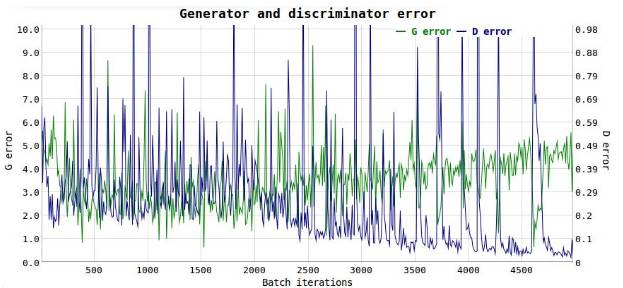 Generator and discriminator error
G error D error
10.0 0.98
9.0 0.88
8.0 0.79
7.0 0.69
6.0 0.59
5.0 0.49
4.0 0.39
3.0 0.29
2.0 0.20
1.0 0.10
0.0 0
G error
D error
500 1000 1500 2000 2500 3000 3500 4000 4500
Batch iterations